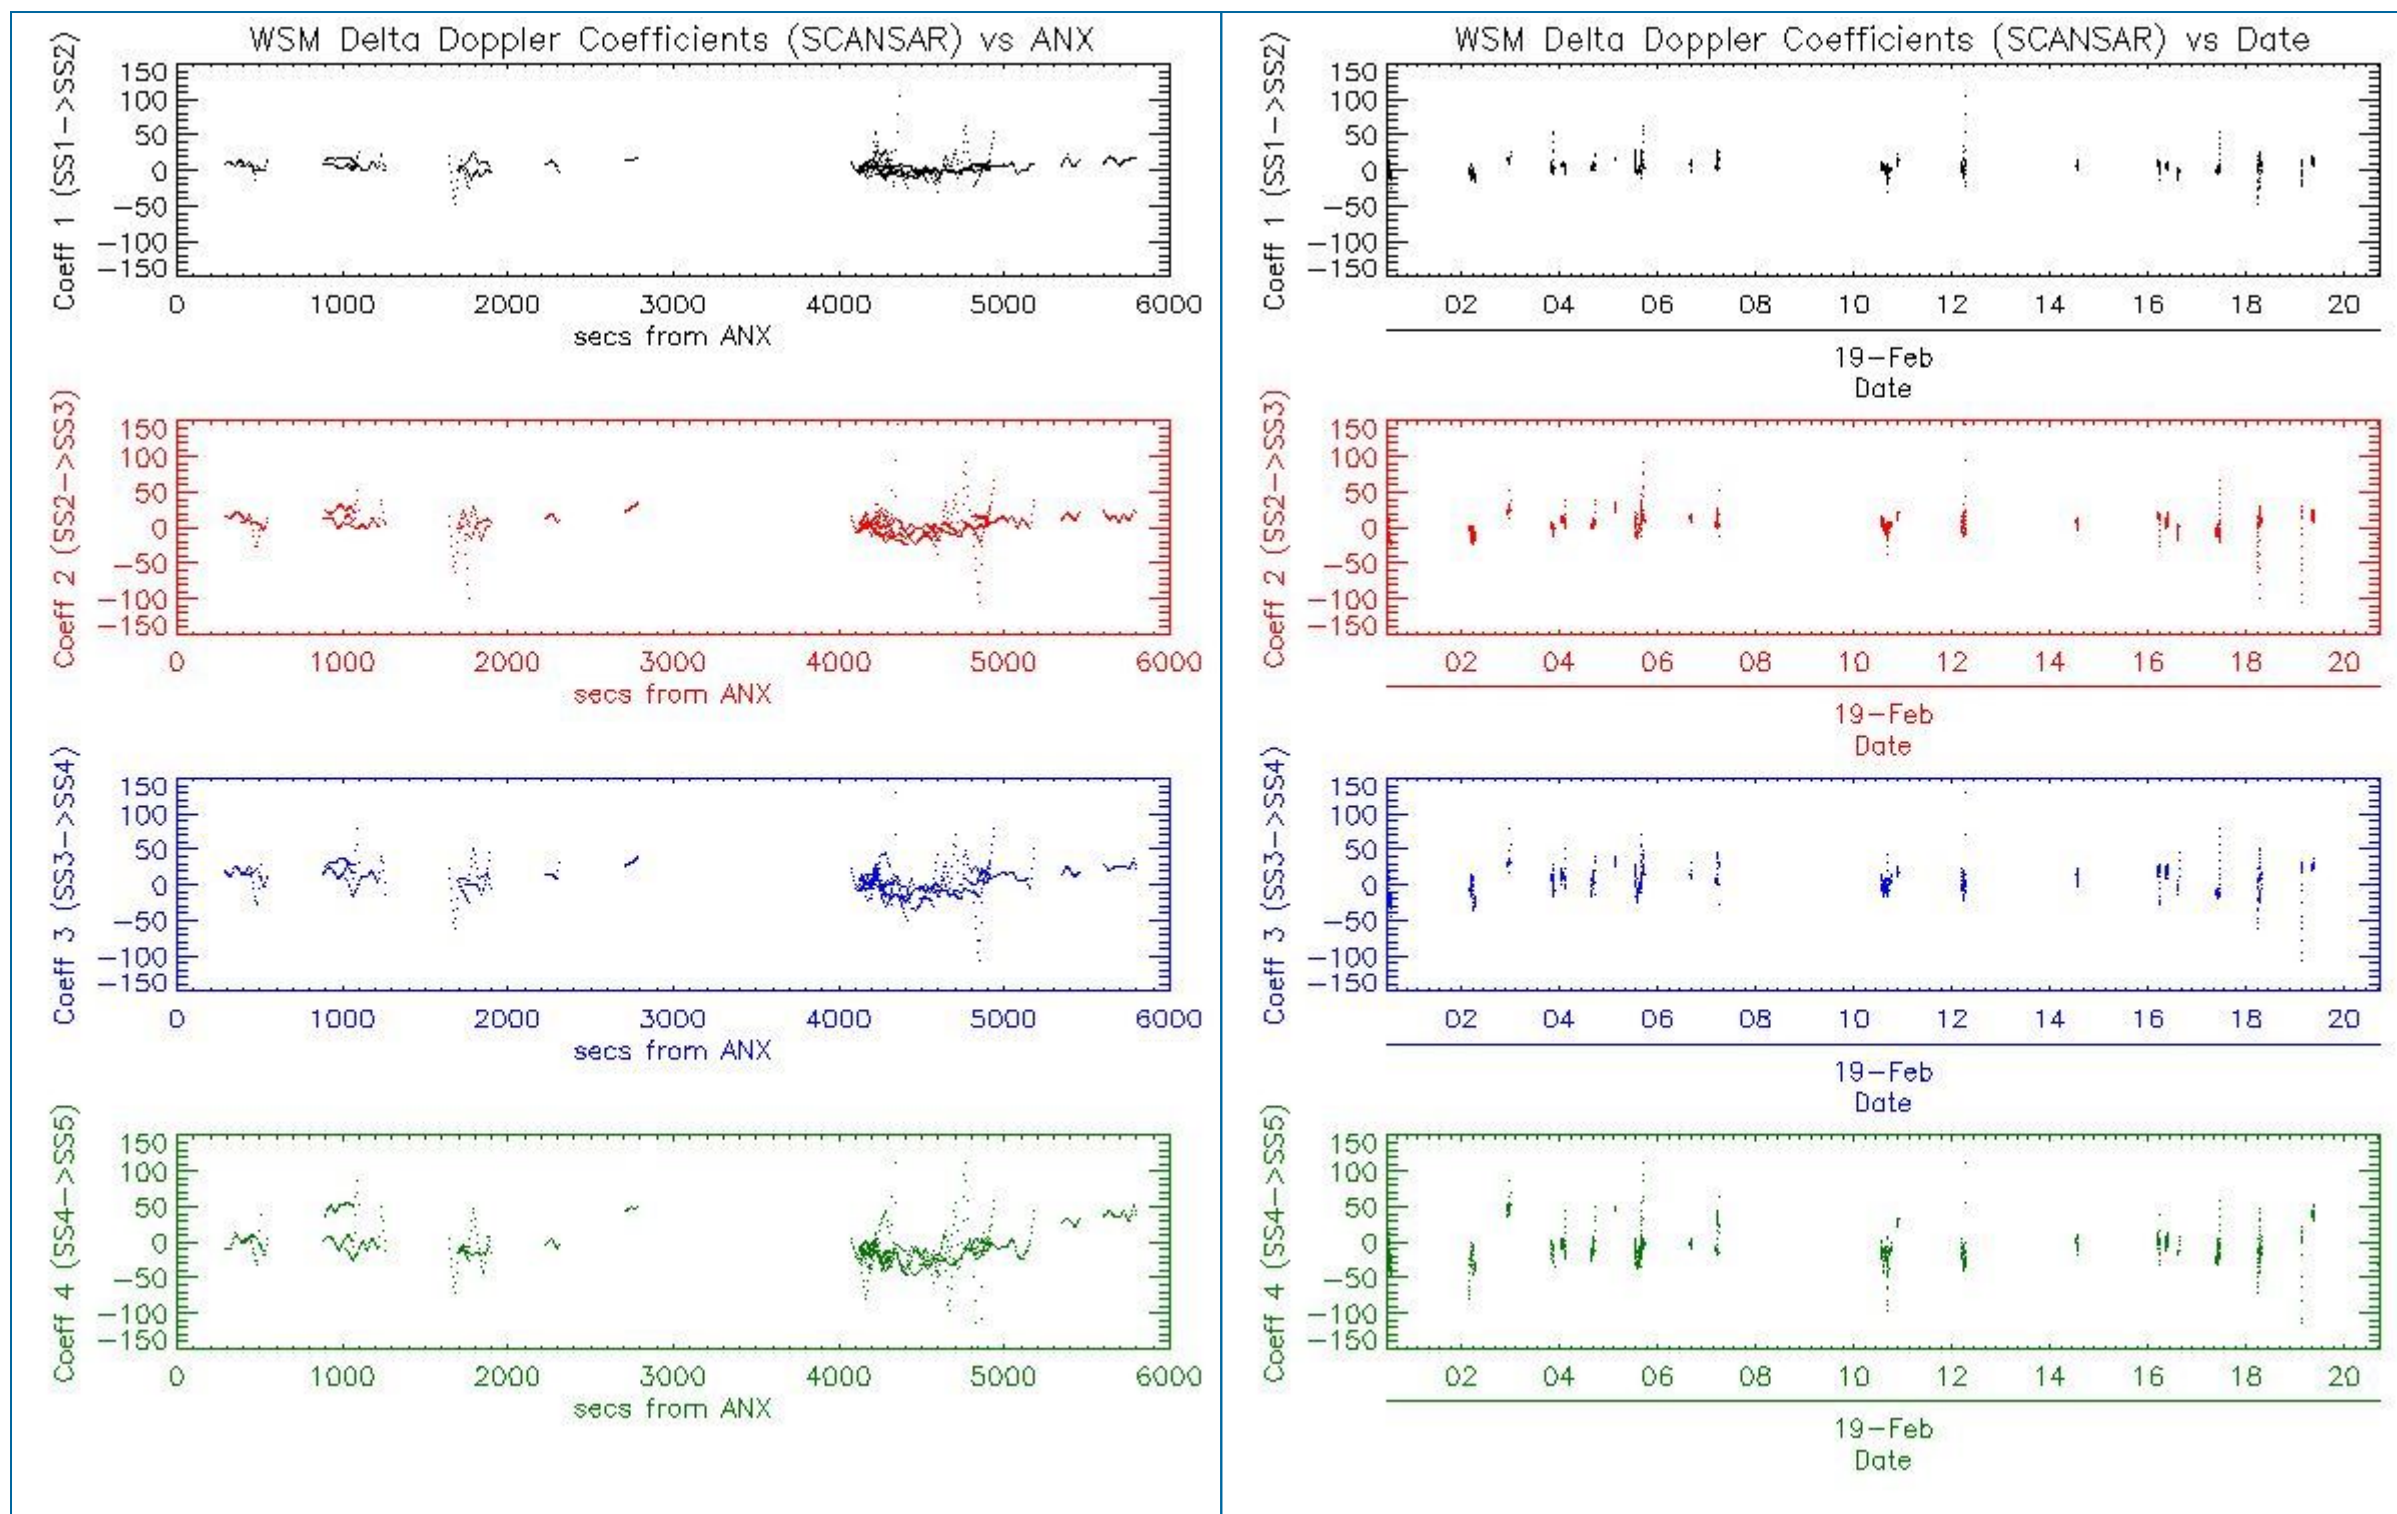 WSM Delta Doppler Coefficients (SCANSAR) vs ANX
Coeff 1 (SS1->SS2)
150
100
50
0
-50
-100
-150
0 1000 2000 3000 4000 5000 6000
secs from ANX
Coeff 2 (SS2->SS3)
150
100
50
0
-50
-100
-150
0 1000 2000 3000 4000 5000 6000
secs from ANX
Coeff 3 (SS3->SS4)
150
100
50
0
-50
-100
-150
0 1000 2000 3000 4000 5000 6000
secs from ANX
Coeff 4 (SS4->SS5)
150
100
50
0
-50
-100
-150
0 1000 2000 3000 4000 5000 6000
secs from ANX
WSM Delta Doppler Coefficients (SCANSAR) vs Date
Coeff 1 (SS1->SS2)
150
100
50
0
-50
-100
-150
02 04 06 08 10 12 14 16 18 20
19-Feb
Date
Coeff 2 (SS2->SS3)
150
100
50
0
-50
-100
-150
02 04 06 08 10 12 14 16 18 20
19-Feb
Date
Coeff 3 (SS3->SS4)
150
100
50
0
-50
-100
-150
02 04 06 08 10 12 14 16 18 20
19-Feb
Date
Coeff 4 (SS4->SS5)
150
100
50
0
-50
-100
-150
02 04 06 08 10 12 14 16 18 20
19-Feb
Date